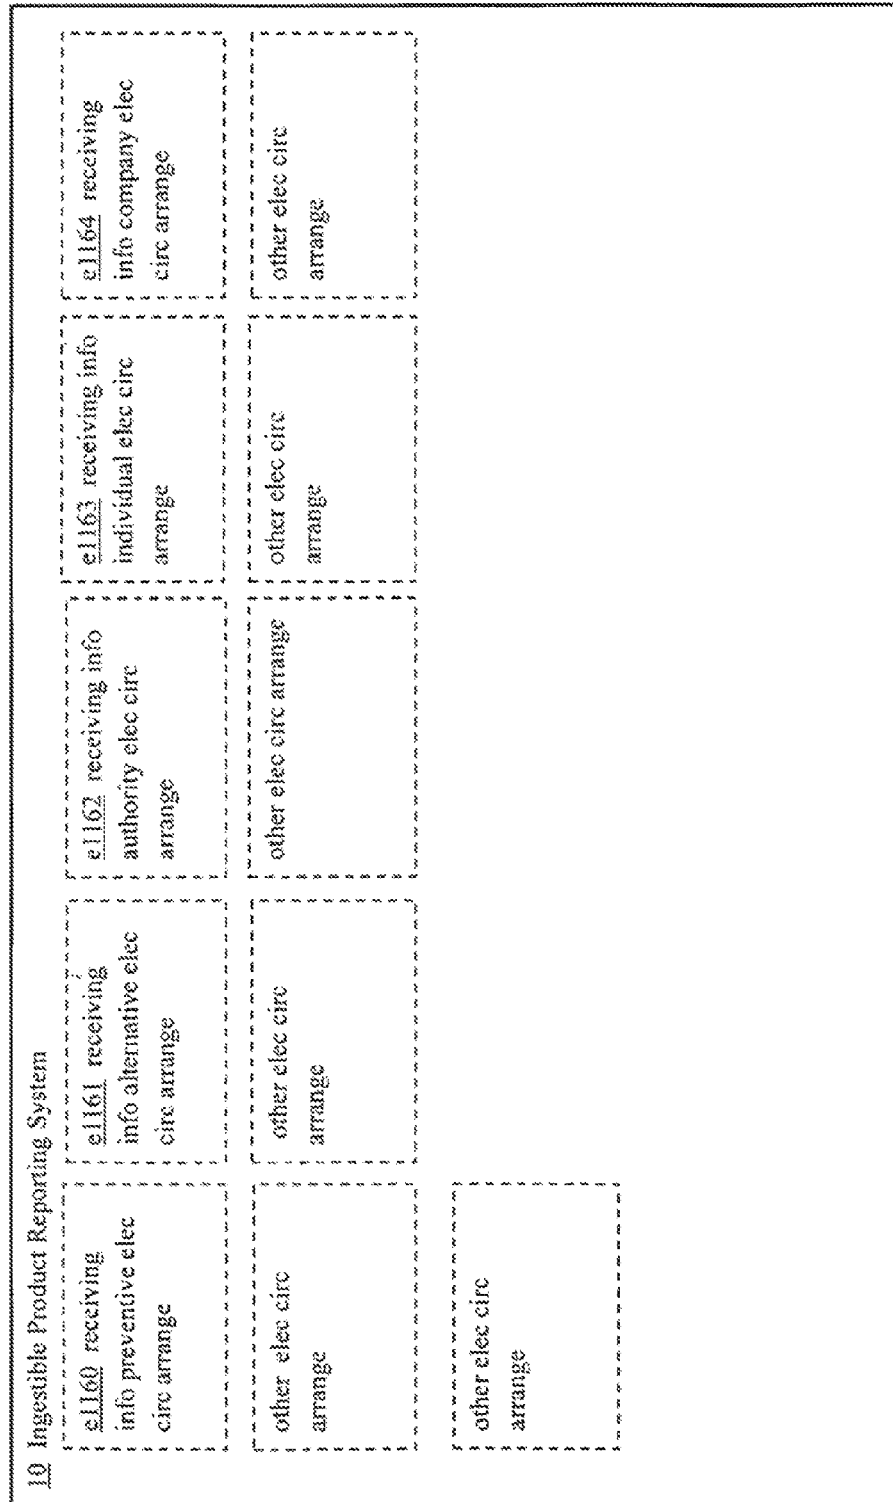 10 Ingestible Product Reporting System
e1160 receiving
info preventive elec
circ arrange
e1161 receiving
info alternative elec
circ arrange
e1162 receiving info
authority elec circ
arrange
e1163 receiving info
individual elec circ
arrange
e1164 receiving
info company elec
circ arrange
other elec circ
arrange
other elec circ
arrange
other elec circ arrange
other elec circ
arrange
other elec circ
arrange
other elec circ
arrange